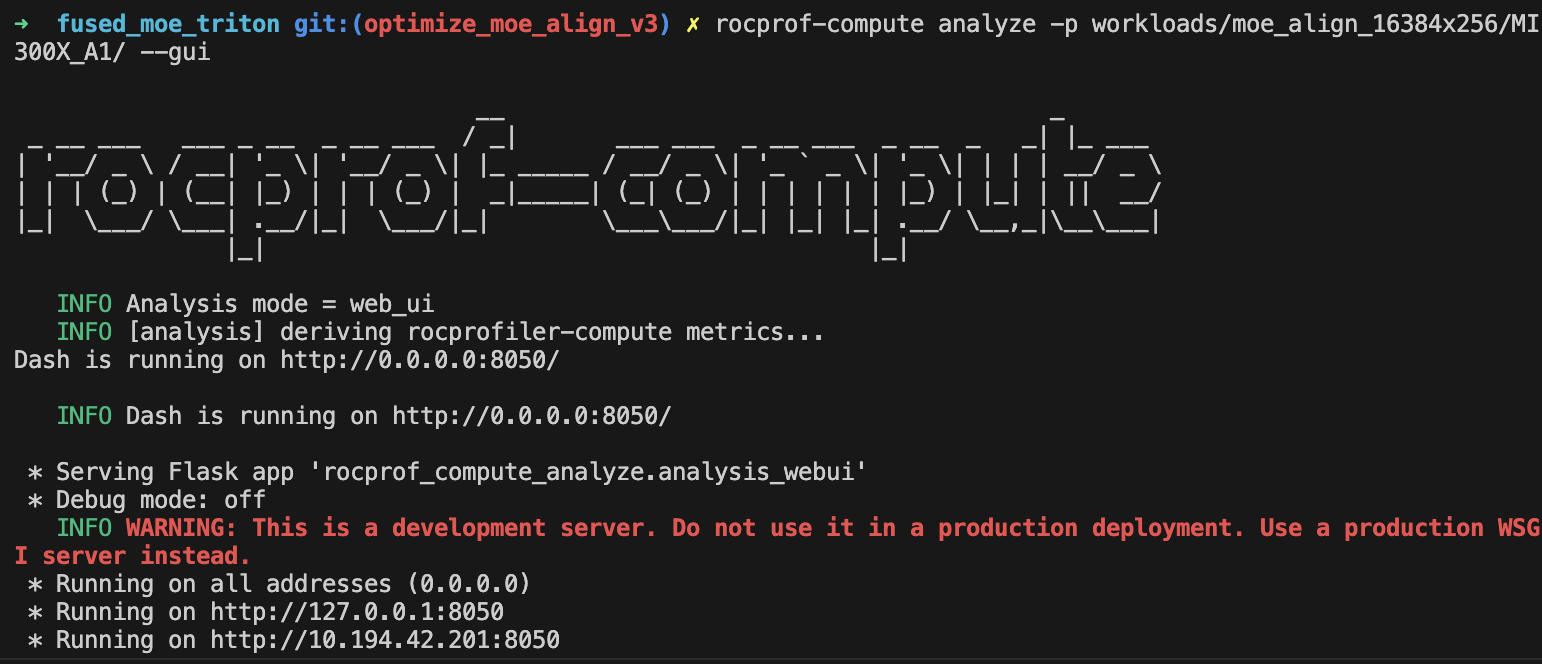 ➜  fused_moe_triton git:(optimize_moe_align_v3) ✗ rocprof-compute analyze -p workloads/moe_align_16384x256/MI
300X_A1/ --gui
rocprof-compute
INFO Analysis mode = web_ui
INFO [analysis] deriving rocprofiler-compute metrics...
Dash is running on http://0.0.0.0:8050/
INFO Dash is running on http://0.0.0.0:8050/
* Serving Flask app 'rocprof_compute_analyze.analysis_webui'
* Debug mode: off
INFO WARNING: This is a development server. Do not use it in a production deployment. Use a production WSG
I server instead.
* Running on all addresses (0.0.0.0)
* Running on http://127.0.0.1:8050
* Running on http://10.194.42.201:8050